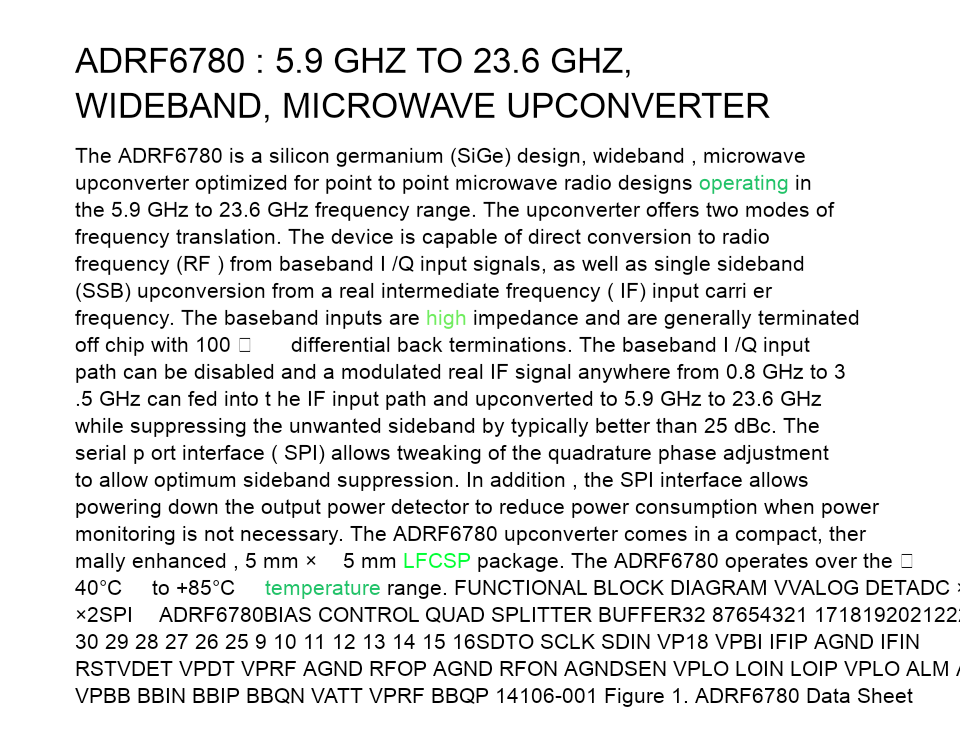 ADRF6780 : 5.9 GHZ TO 23.6 GHZ,
WIDEBAND, MICROWAVE UPCONVERTER
The ADRF6780 is a silicon germanium (SiGe) design, wideband , microwave
upconverter optimized for point to point microwave radio designs operating in
the 5.9 GHz to 23.6 GHz frequency range. The upconverter offers two modes of
frequency translation. The device is capable of direct conversion to radio
frequency (RF ) from baseband I /Q input signals, as well as single sideband
(SSB) upconversion from a real intermediate frequency ( IF) input carri er
frequency. The baseband inputs are high impedance and are generally terminated
off chip with 100 □ differential back terminations. The baseband I /Q input
path can be disabled and a modulated real IF signal anywhere from 0.8 GHz to 3
.5 GHz can fed into t he IF input path and upconverted to 5.9 GHz to 23.6 GHz
while suppressing the unwanted sideband by typically better than 25 dBc. The
serial p ort interface ( SPI) allows tweaking of the quadrature phase adjustment
to allow optimum sideband suppression. In addition , the SPI interface allows
powering down the output power detector to reduce power consumption when power
monitoring is not necessary. The ADRF6780 upconverter comes in a compact, ther
mally enhanced , 5 mm × 5 mm LFCSP package. The ADRF6780 operates over the □
40°C to +85°C temperature range. FUNCTIONAL BLOCK DIAGRAM VVALOG DETADC
×2SPI ADRF6780BIAS CONTROL QUAD SPLITTER BUFFER32 87654321 171819202122
30 29 28 27 26 25 9 10 11 12 13 14 15 16SDTO SCLK SDIN VP18 VPBI IFIP AGND IFIN
RSTVDET VPDT VPRF AGND RFOP AGND RFON AGNDSEN VPLO LOIN LOIP VPLO ALM
VPBB BBIN BBIP BBQN VATT VPRF BBQP 14106-001 Figure 1. ADRF6780 Data Sheet